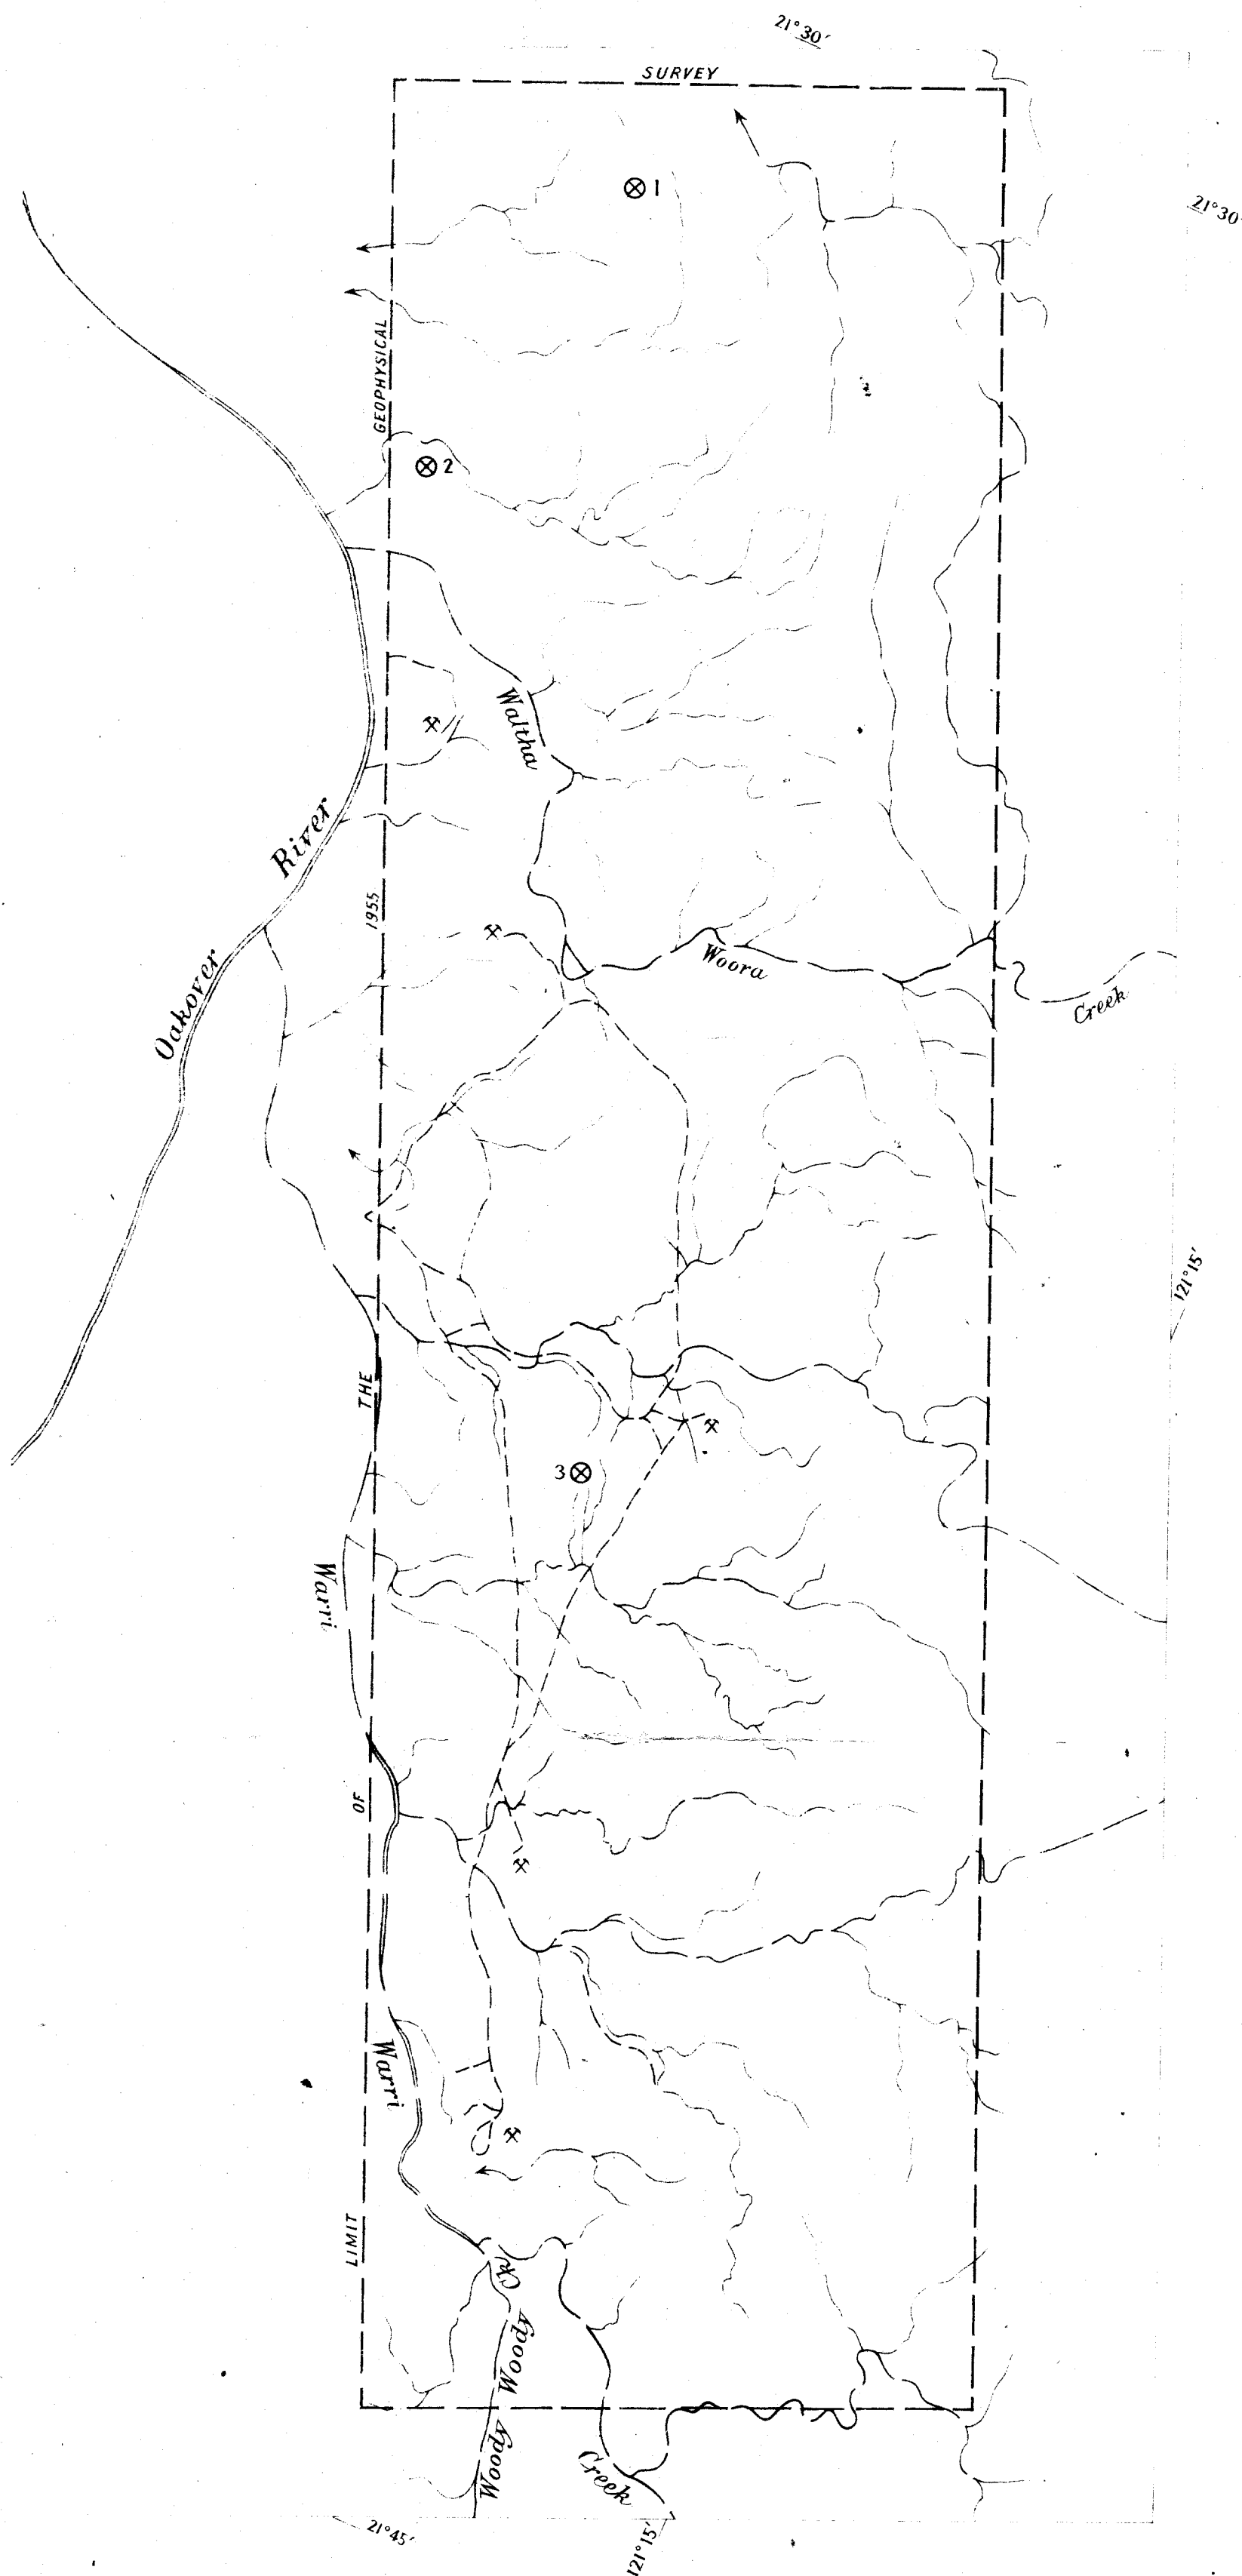 21°30′
SURVEY
1
21°30′
GEOPHYSICAL
2
Waltha
River
1955
Woora
Oakover
Creek
121°15′
THE
3
Warri
OF
Warri
LIMIT
Ck
Woody
Woody
Creek
21°45′
121°15′